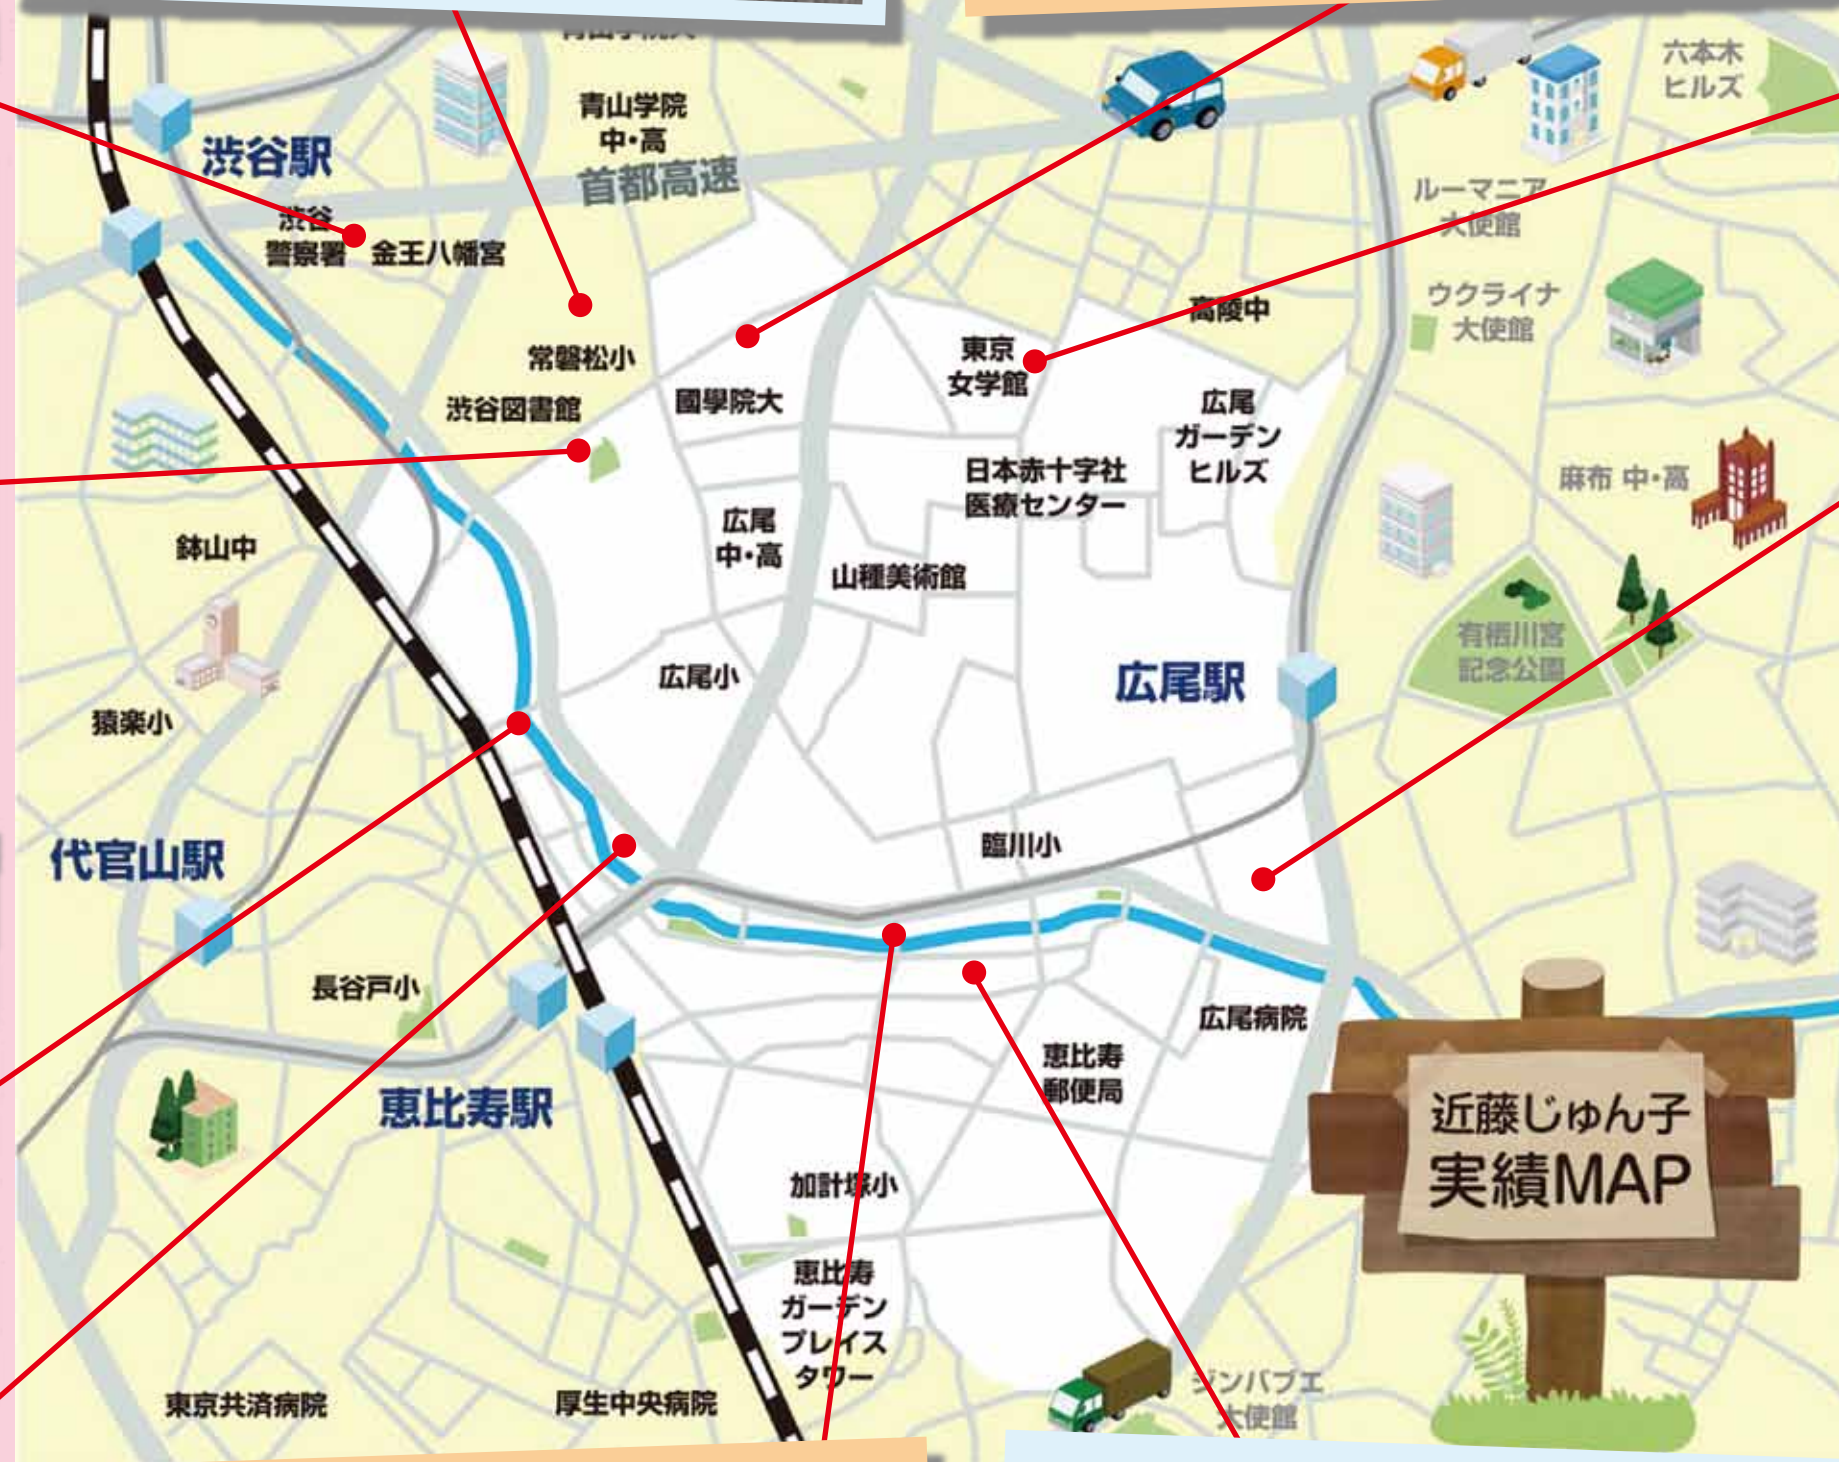 六本木
ヒルズ
青山学院
中・高
渋谷駅
首都高速
ルーマニア
大使館
渋谷
警察署
金王八幡宮
ウクライナ
大使館
高陵中
東京
女学館
常磐松小
國學院大
渋谷図書館
広尾
ガーデン
ヒルズ
日本赤十字社
医療センター
麻布 中・高
広尾
中・高
鉢山中
山種美術館
有栖川宮
記念公園
広尾小
広尾駅
猿楽小
臨川小
代官山駅
長谷戸小
広尾病院
恵比寿
郵便局
恵比寿駅
近藤じゅん子
実績MAP
加計塚小
恵比寿
ガーデン
プレイス
タワー
ジンバブエ
大使館
東京共済病院
厚生中央病院